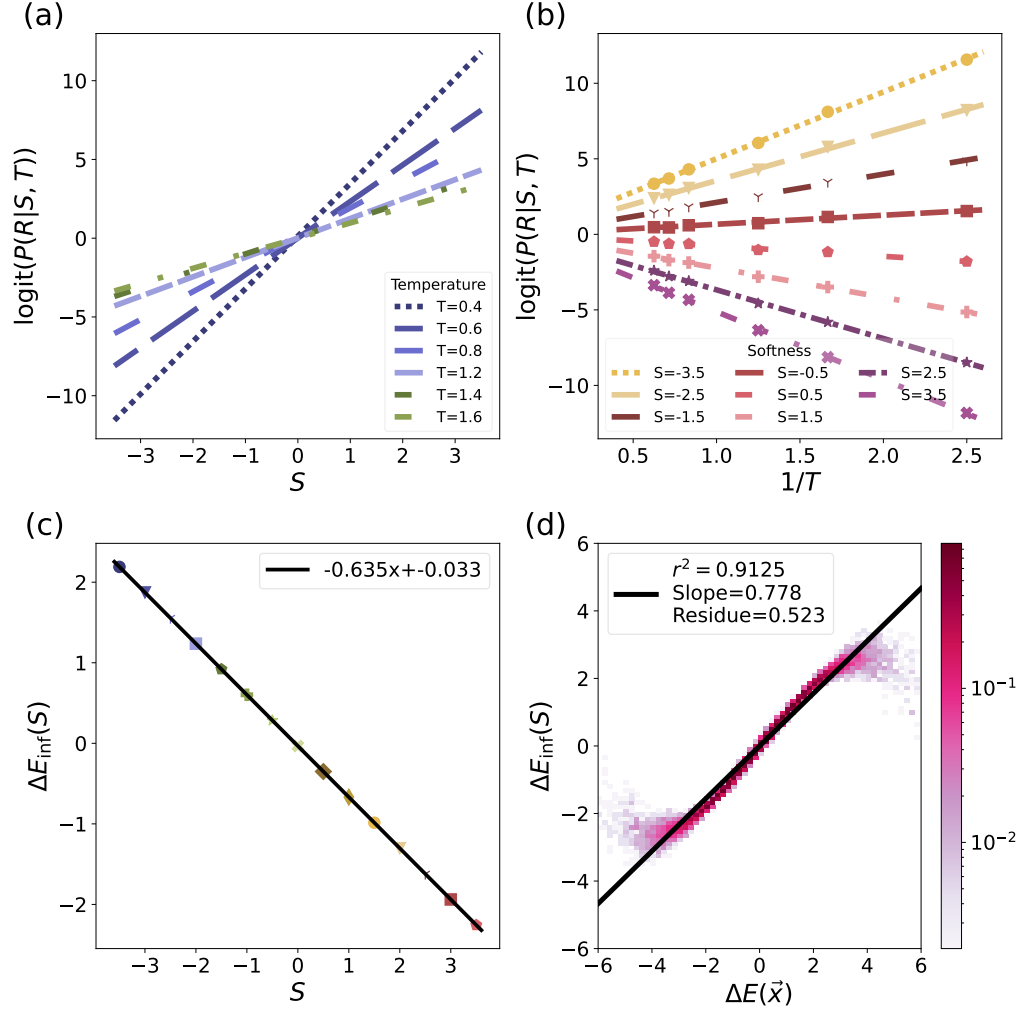 (a)
10
5
0
−5
−10
logit(P(R|S, T))
−3
−2
−1
0
1
2
3
S
Temperature
T=0.4
T=0.6
T=0.8
T=1.2
T=1.4
T=1.6
(b)
10
5
0
−5
−10
logit(P(R|S, T)
0.5
1.0
1.5
2.0
2.5
1/T
Softness
S=-3.5
S=-2.5
S=-1.5
S=-0.5
S=0.5
S=1.5
S=2.5
S=3.5
(c)
2
1
0
−1
−2
ΔE_inf(S)
−3
−2
−1
0
1
2
3
S
-0.635x+-0.033
(d)
6
4
2
0
−2
−4
−6
ΔE_inf(S)
−6
−4
−2
0
2
4
6
ΔE(x⃗)
r² = 0.9125
Slope=0.778
Residue=0.523
10⁻¹
10⁻²